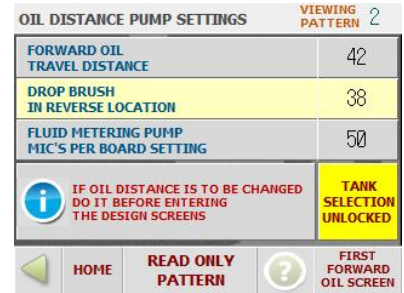 OIL DISTANCE PUMP SETTINGS
VIEWING
PATTERN 2
FORWARD OIL
TRAVEL DISTANCE
42
DROP BRUSH
IN REVERSE LOCATION
38
FLUID METERING PUMP
MIC'S PER BOARD SETTING
50
IF OIL DISTANCE IS TO BE CHANGED
DO IT BEFORE ENTERING
THE DESIGN SCREENS
TANK
SELECTION
UNLOCKED
HOME
READ ONLY
PATTERN
?
FIRST
FORWARD
OIL SCREEN